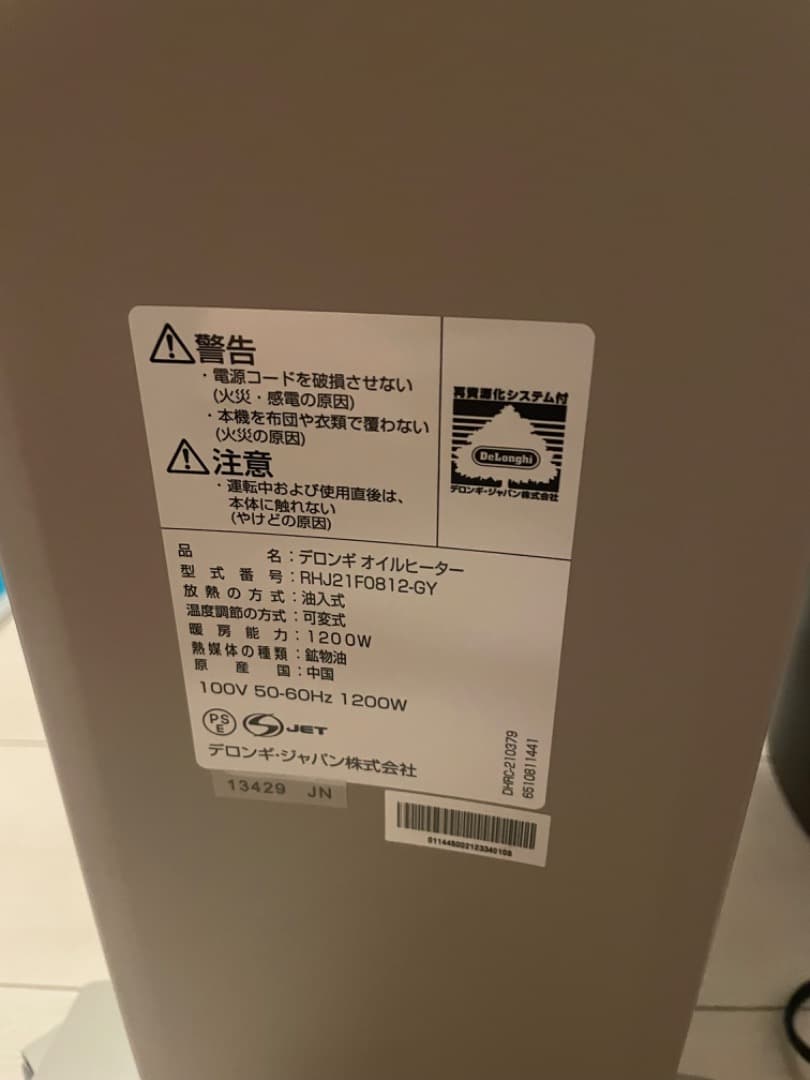 警告
・電源コードを破損させない
(火災・感電の原因)
・本機を布団や衣類で覆わない
(火災の原因)
注意
・運転中および使用直後は、
本体に触れない
(やけどの原因)
再資源化システム付
DeLonghi
デロンギ・ジャパン株式会社
品名：デロンギ オイルヒーター
型式番号：RHJ21F0812-GY
放熱の方式：油入式
温度調節の方式：可変式
暖房能力：1200W
熱媒体の種類：鉱物油
原産国：中国
100V 50-60Hz 1200W
PSE JET
デロンギ・ジャパン株式会社
DHRC-210379
6510811441
13429 JN
011448002123340108